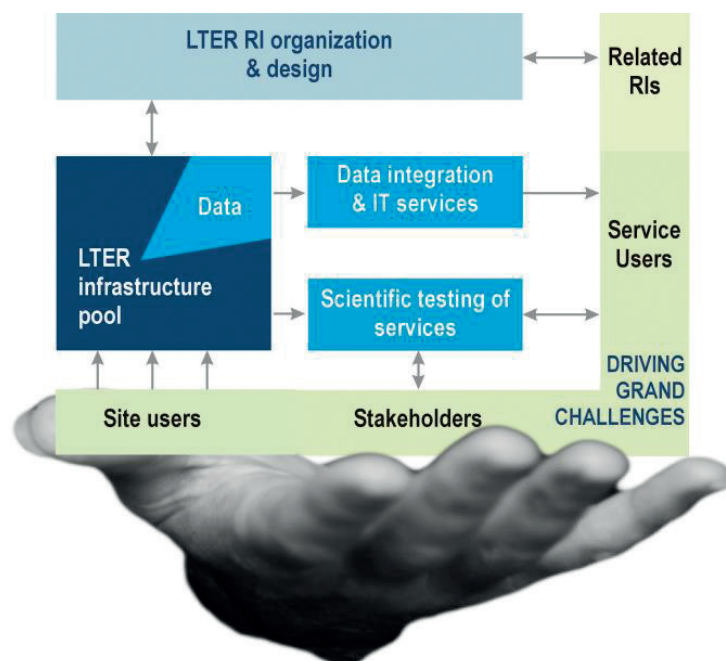 LTER RI organization
& design
Related
RIs
Data
Data integration
& IT services
LTER
infrastructure
pool
Service
Users
Scientific testing of
services
DRIVING
GRAND
CHALLENGES
Site users
Stakeholders